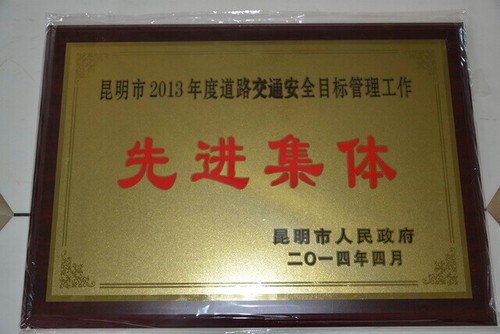 昆明市2013年度道路交通安全目标管理工作
先进集体
昆明市人民政府
二〇一四年四月